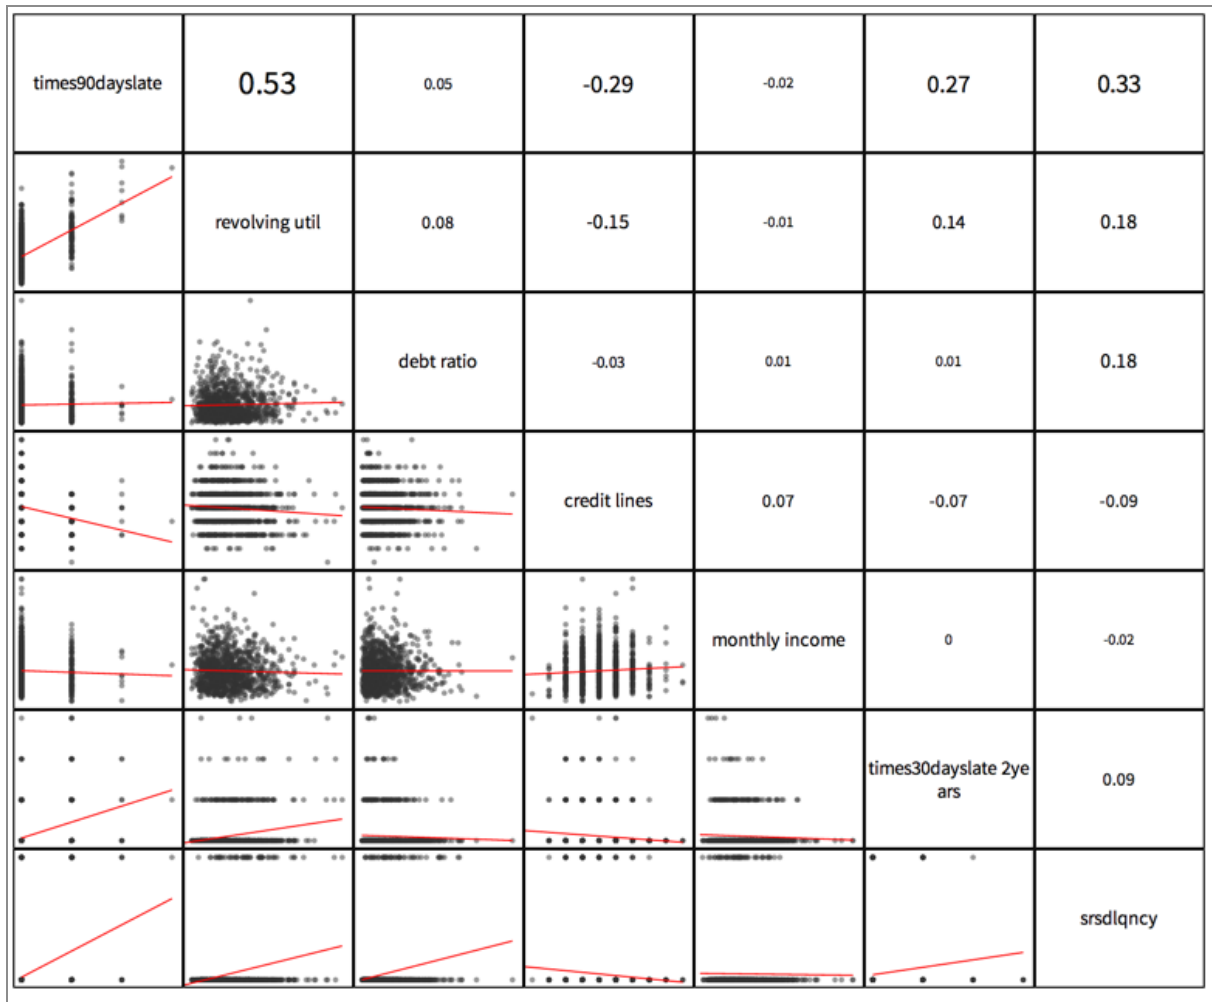 times90dayslate 0.53 0.05 -0.29 -0.02 0.27 0.33
revolving util 0.08 -0.15 -0.01 0.14 0.18
debt ratio -0.03 0.01 0.01 0.18
credit lines 0.07 -0.07 -0.09
monthly income 0 -0.02
times30dayslate 2ye
ars
0.09
srsdlqncy